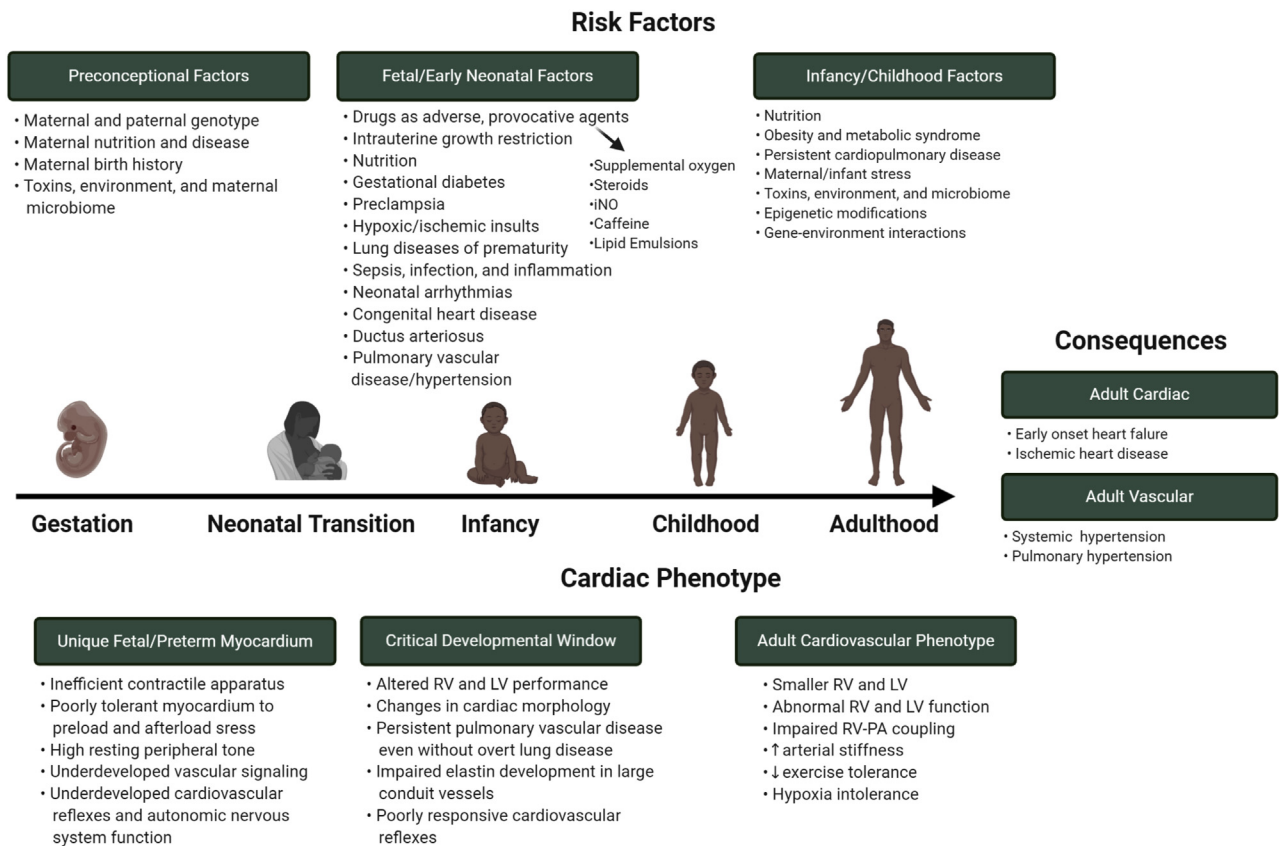 Risk Factors
Preconceptional Factors
• Maternal and paternal genotype
• Maternal nutrition and disease
• Maternal birth history
• Toxins, environment, and maternal
microbiome
Fetal/Early Neonatal Factors
• Drugs as adverse, provocative agents
• Intrauterine growth restriction
• Nutrition
• Gestational diabetes
• Preclampsia
• Hypoxic/ischemic insults
• Lung diseases of prematurity
• Sepsis, infection, and inflammation
• Neonatal arrhythmias
• Congenital heart disease
• Ductus arteriosus
• Pulmonary vascular
disease/hypertension
•Supplemental oxygen
•Steroids
•iNO
•Caffeine
•Lipid Emulsions
Infancy/Childhood Factors
• Nutrition
• Obesity and metabolic syndrome
• Persistent cardiopulmonary disease
• Maternal/infant stress
• Toxins, environment, and microbiome
• Epigenetic modifications
• Gene-environment interactions
Consequences
Adult Cardiac
• Early onset heart falure
• Ischemic heart disease
Adult Vascular
• Systemic hypertension
• Pulmonary hypertension
Gestation
Neonatal Transition
Infancy
Childhood
Adulthood
Cardiac Phenotype
Unique Fetal/Preterm Myocardium
• Inefficient contractile apparatus
• Poorly tolerant myocardium to
preload and afterload sress
• High resting peripheral tone
• Underdeveloped vascular signaling
• Underdeveloped cardiovascular
reflexes and autonomic nervous
system function
Critical Developmental Window
• Altered RV and LV performance
• Changes in cardiac morphology
• Persistent pulmonary vascular disease
even without overt lung disease
• Impaired elastin development in large
conduit vessels
• Poorly responsive cardiovascular
reflexes
Adult Cardiovascular Phenotype
• Smaller RV and LV
• Abnormal RV and LV function
• Impaired RV-PA coupling
• ↑ arterial stiffness
• ↓ exercise tolerance
• Hypoxia intolerance